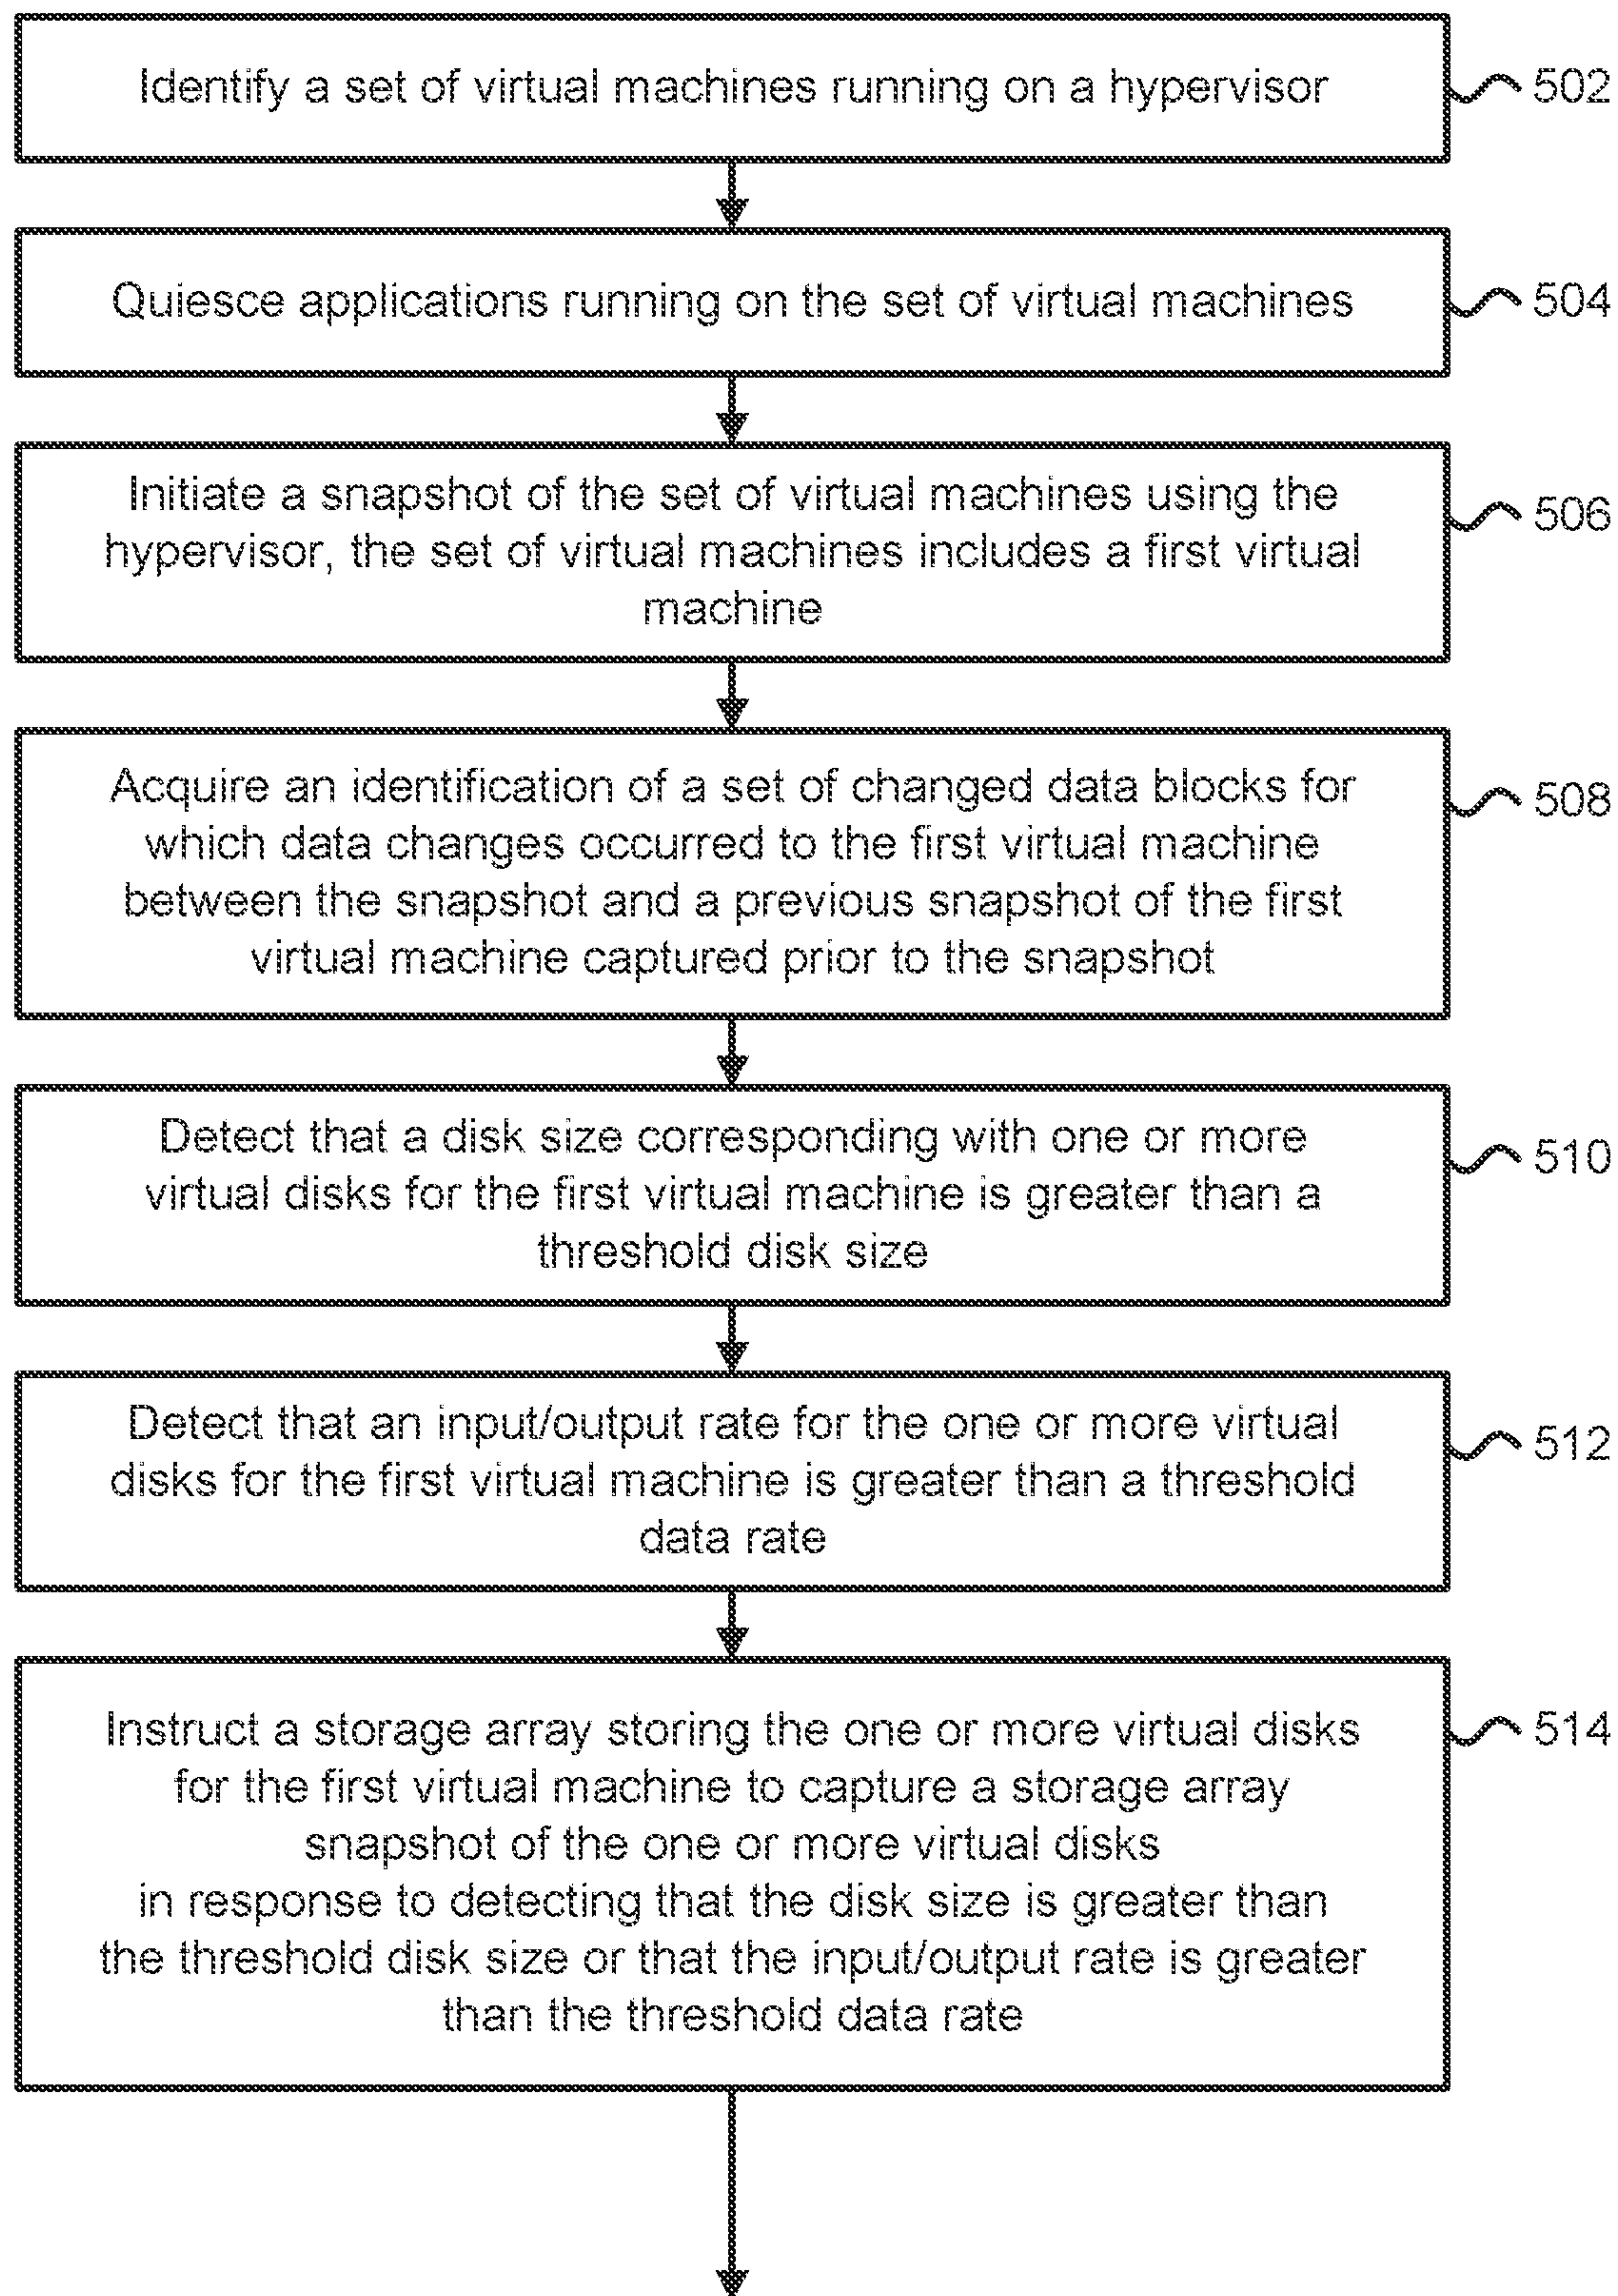 Identify a set of virtual machines running on a hypervisor
502
Quiesce applications running on the set of virtual machines
504
Initiate a snapshot of the set of virtual machines using the
hypervisor, the set of virtual machines includes a first virtual
machine
506
Acquire an identification of a set of changed data blocks for
which data changes occurred to the first virtual machine
between the snapshot and a previous snapshot of the first
virtual machine captured prior to the snapshot
508
Detect that a disk size corresponding with one or more
virtual disks for the first virtual machine is greater than a
threshold disk size
510
Detect that an input/output rate for the one or more virtual
disks for the first virtual machine is greater than a threshold
data rate
512
Instruct a storage array storing the one or more virtual disks
for the first virtual machine to capture a storage array
snapshot of the one or more virtual disks
in response to detecting that the disk size is greater than
the threshold disk size or that the input/output rate is greater
than the threshold data rate
514